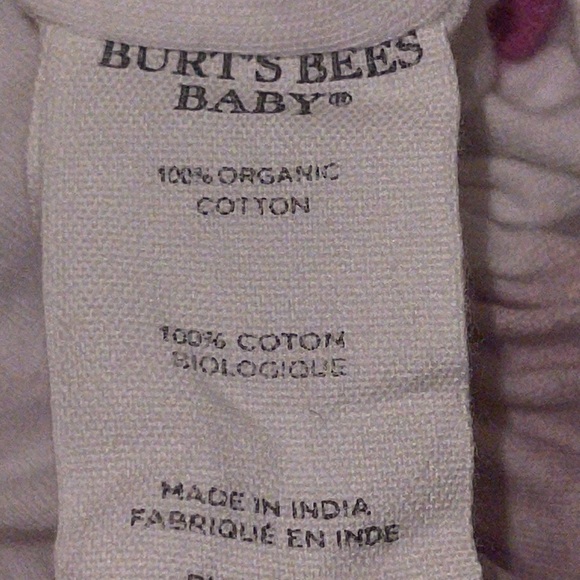 BURT'S BEES
BABY®
100% ORGANIC
COTTON
100% COTON
BIOLOGIQUE
MADE IN INDIA
FABRIQUÉ EN INDE